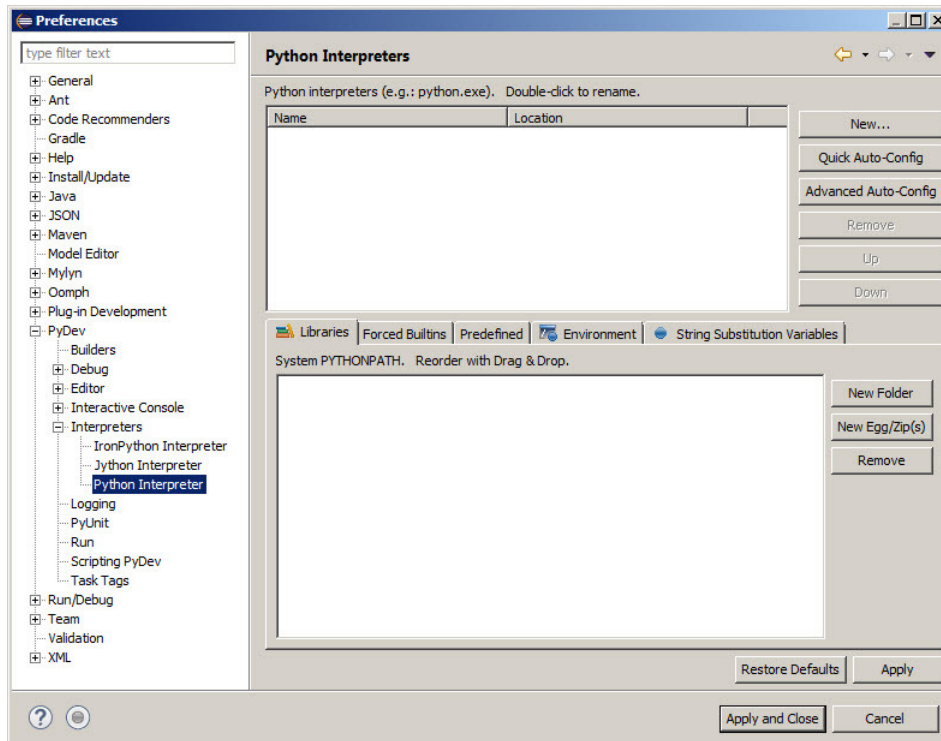 Preferences
type filter text
General
Ant
Code Recommenders
Gradle
Help
Install/Update
Java
JSON
Maven
Model Editor
Mylyn
Oomph
Plug-in Development
PyDev
Builders
Debug
Editor
Interactive Console
Interpreters
IronPython Interpreter
Jython Interpreter
Python Interpreter
Logging
PyUnit
Run
Scripting PyDev
Task Tags
Run/Debug
Team
Validation
XML
Python Interpreters
Python interpreters (e.g.: python.exe).   Double-click to rename.
Name Location
New...
Quick Auto-Config
Advanced Auto-Config
Remove
Up
Down
Libraries Forced Builtins Predefined Environment String Substitution Variables
System PYTHONPATH.   Reorder with Drag & Drop.
New Folder
New Egg/Zip(s)
Remove
Restore Defaults Apply
? Apply and Close Cancel